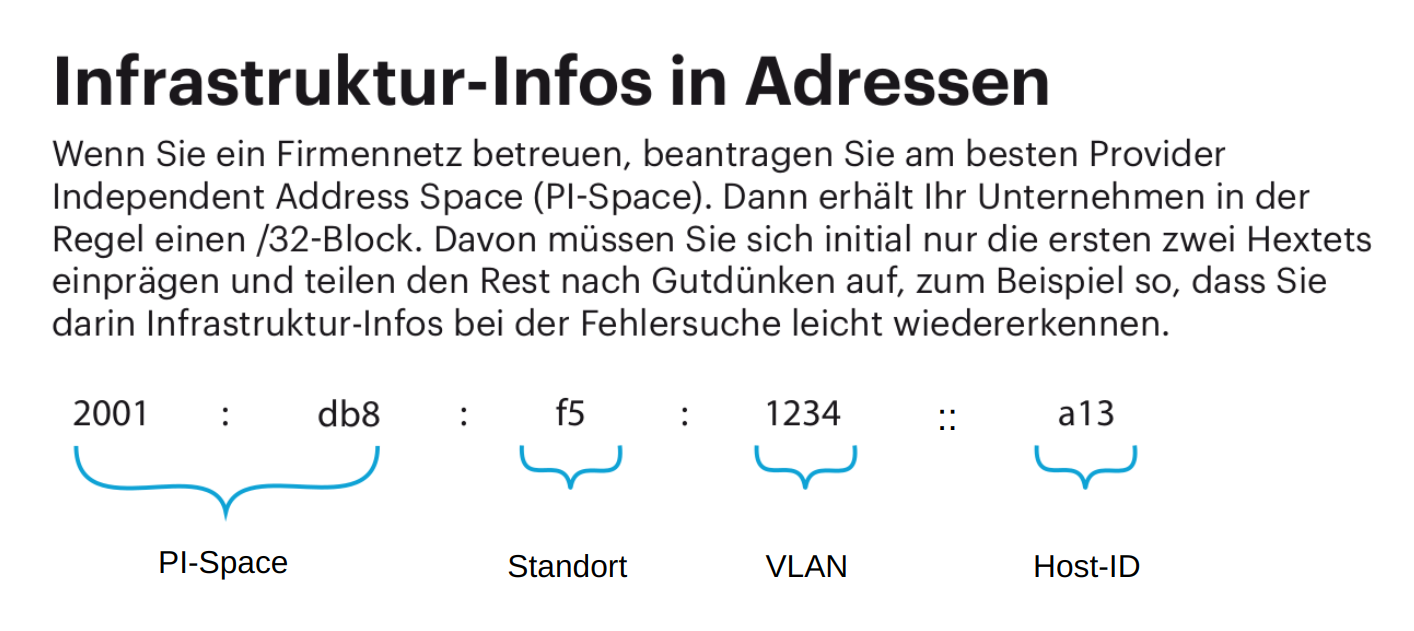 Infrastruktur-Infos in Adressen
Wenn Sie ein Firmennetz betreuen, beantragen Sie am besten Provider
Independent Address Space (PI-Space). Dann erhält Ihr Unternehmen in der
Regel einen /32-Block. Davon müssen Sie sich initial nur die ersten zwei Hextets
einprägen und teilen den Rest nach Gutdünken auf, zum Beispiel so, dass Sie
darin Infrastruktur-Infos bei der Fehlersuche leicht wiedererkennen.
2001 : db8 : f5 : 1234 :: a13
PI-Space Standort VLAN Host-ID